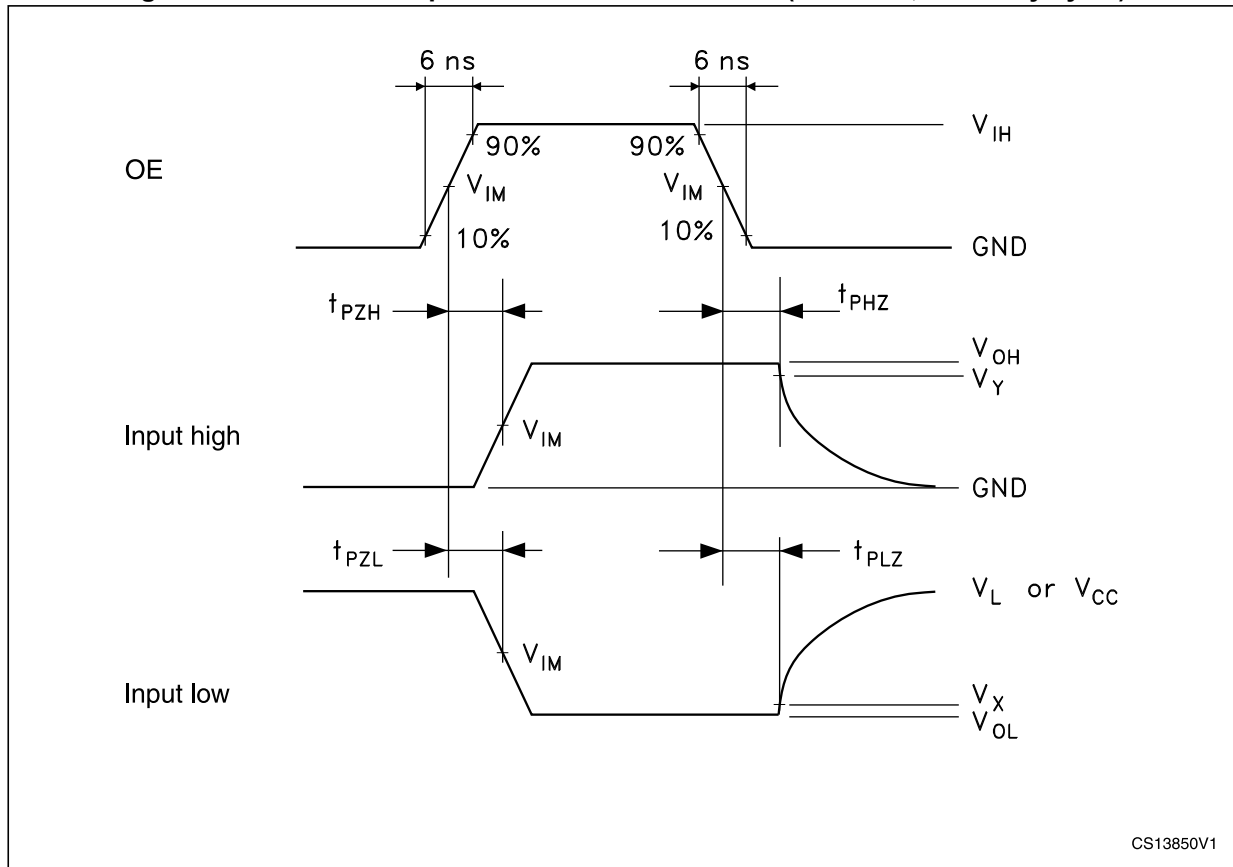 6 ns 6 ns
V_IH
90% 90%
OE
V_IM V_IM
10% 10%
GND
t_PZH t_PHZ
V_OH
V_Y
Input high
V_IM
GND
t_PZL t_PLZ
V_L or V_CC
V_IM
Input low
V_X
V_OL
CS13850V1